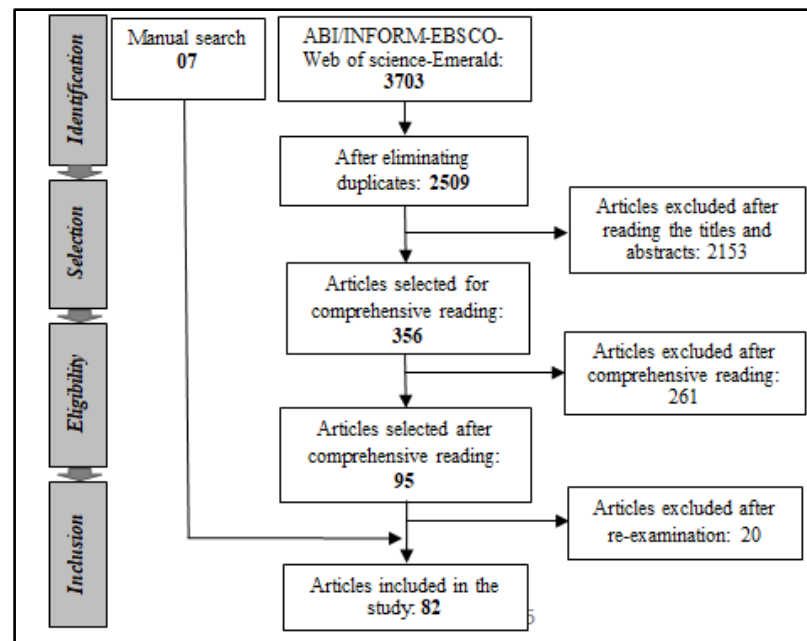 Identification
Manual search
07
ABI/INFORM-EBSCO-
Web of science-Emerald:
3703
After eliminating
duplicates: 2509
Selection
Articles excluded after
reading the titles and
abstracts: 2153
Articles selected for
comprehensive reading:
356
Eligibility
Articles excluded after
comprehensive reading:
261
Articles selected after
comprehensive reading:
95
Inclusion
Articles excluded after
re-examination: 20
Articles included in the
study: 82
5